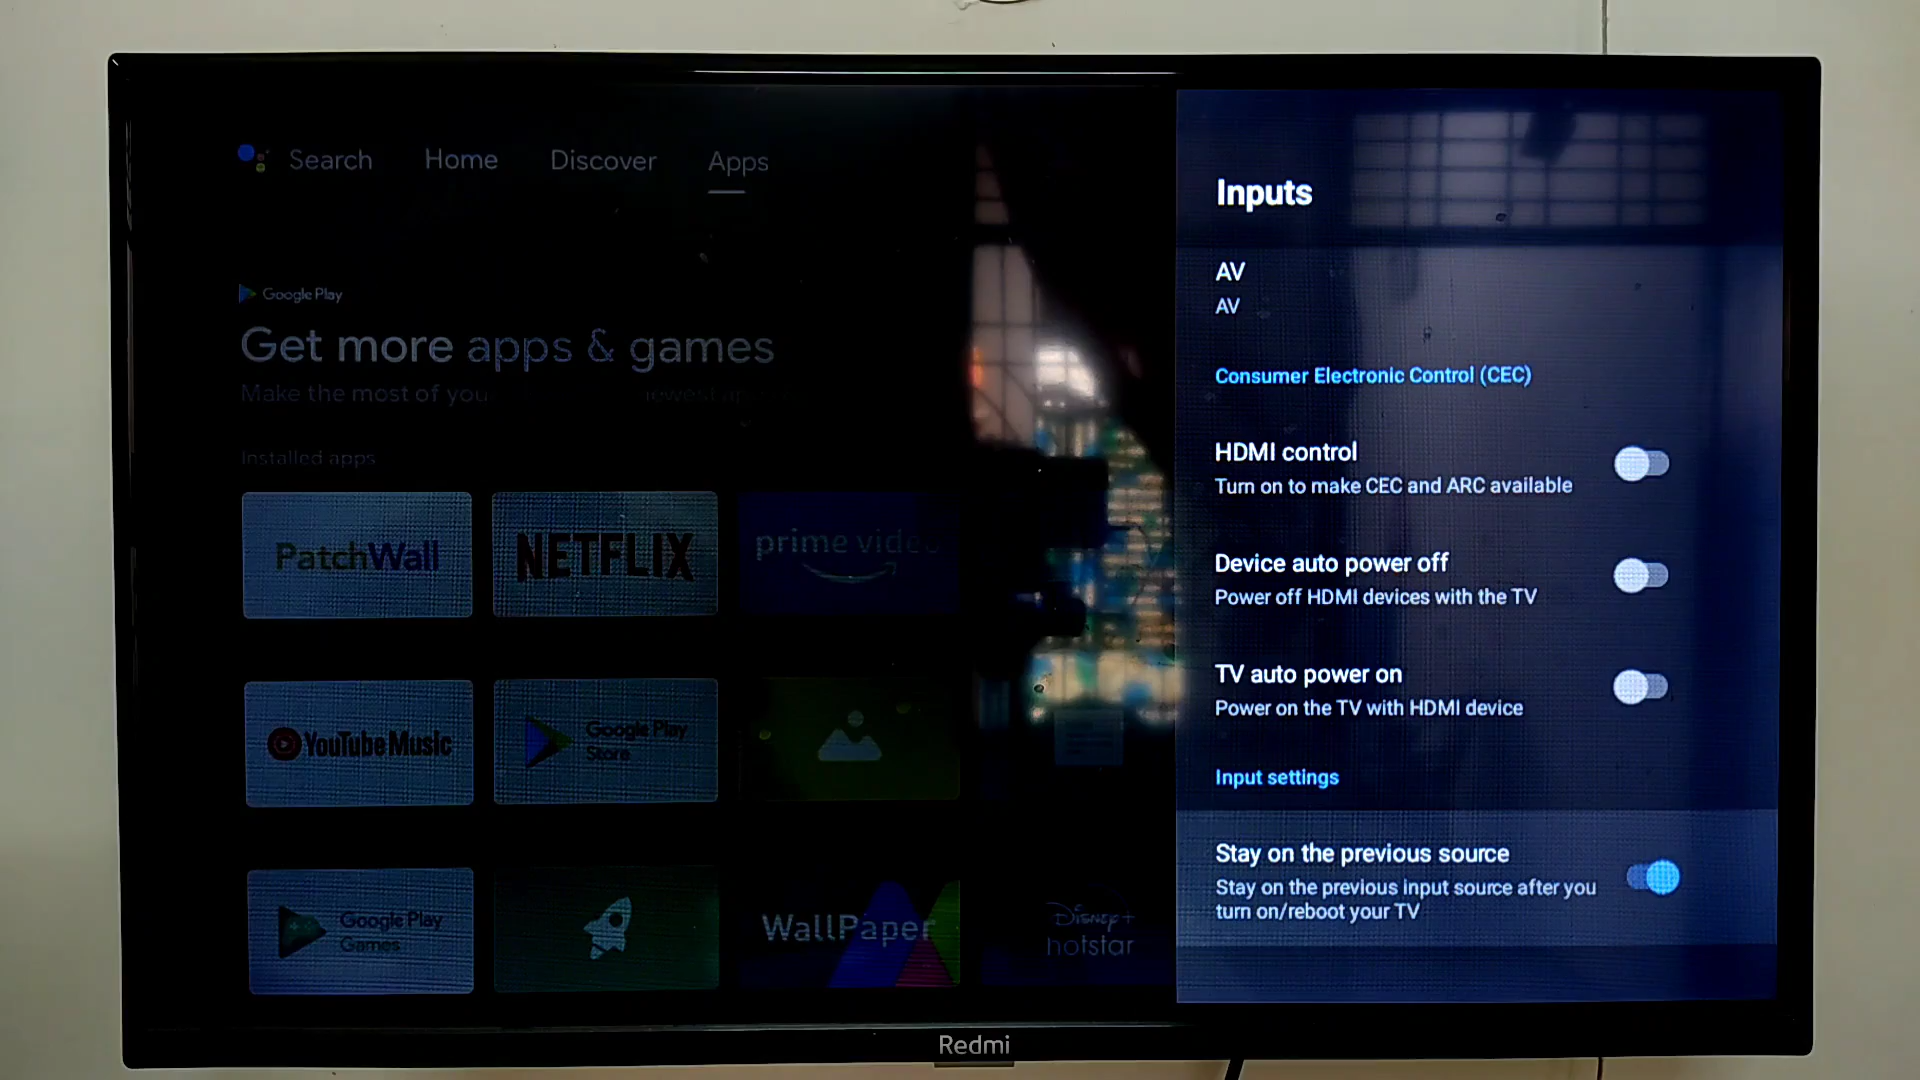 Search Home Discover Apps
Google Play
Get more apps & games
Make the most of you
Installed apps
PatchWall
NETFLIX
prime video
YouTube Music
Google Play
Store
Google Play
Games
WallPaper
Disney+
hotstar
Inputs
AV
AV
Consumer Electronic Control (CEC)
HDMI control
Turn on to make CEC and ARC available
Device auto power off
Power off HDMI devices with the TV
TV auto power on
Power on the TV with HDMI device
Input settings
Stay on the previous source
Stay on the previous input source after you
turn on/reboot your TV
Redmi